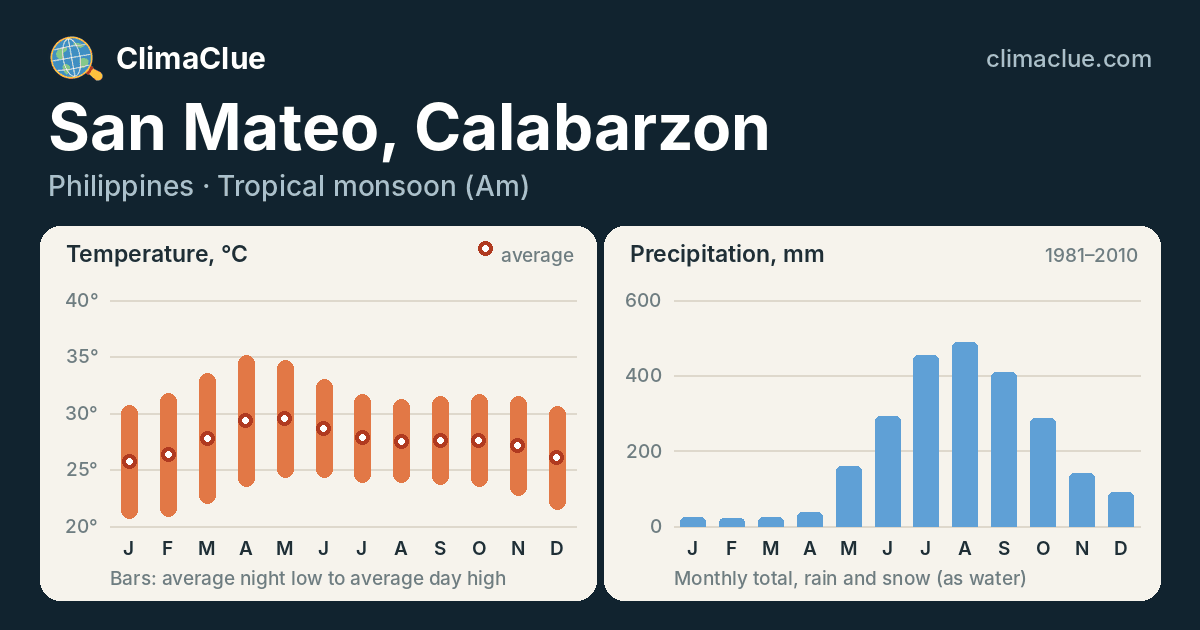 ClimaClue
climaclue.com
San Mateo, Calabarzon
Philippines · Tropical monsoon (Am)
Temperature, °C
average
40°
35°
30°
25°
20°
J F M A M J J A S O N D
Bars: average night low to average day high
Precipitation, mm
1981–2010
600
400
200
0
J F M A M J J A S O N D
Monthly total, rain and snow (as water)